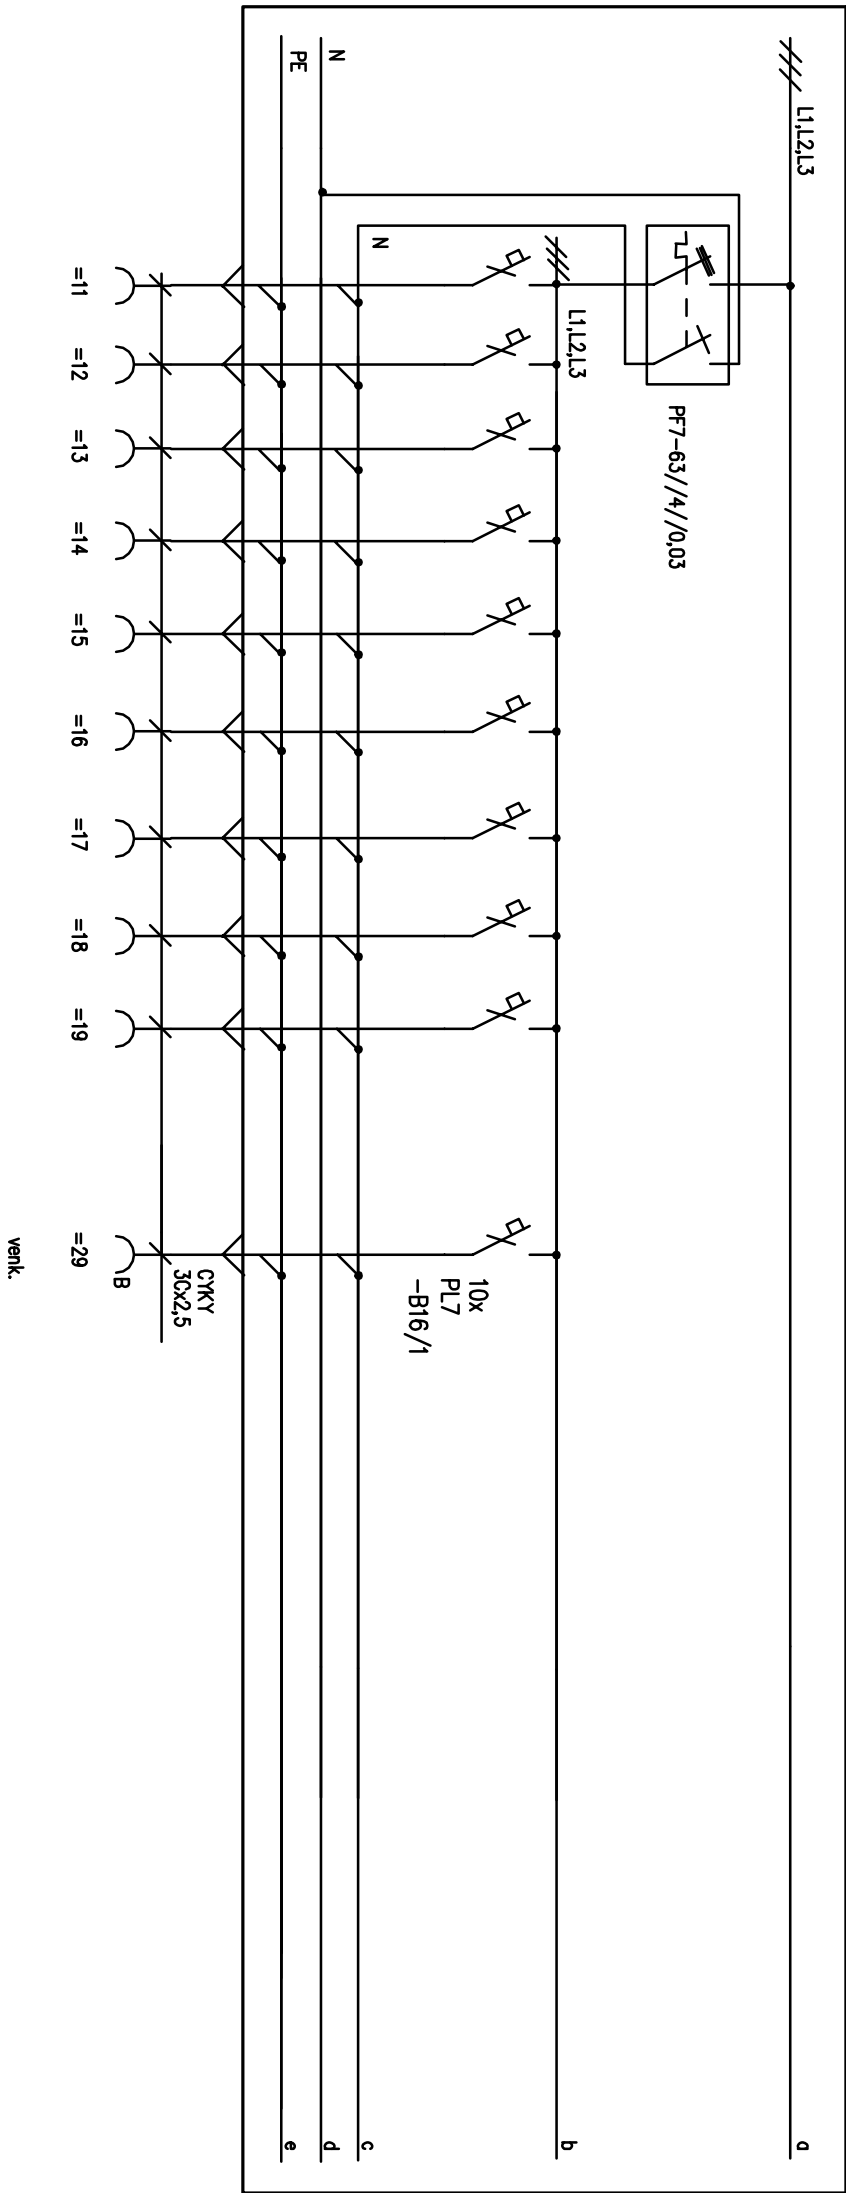 L1,L2,L3
a
PF7-63//4//0,03
L1,L2,L3
b
10x
PL7
-B16/1
N
c
N
d
PE
e
CYKY
3Cx2,5
B
=11
=12
=13
=14
=15
=16
=17
=18
=19
=29
venk.